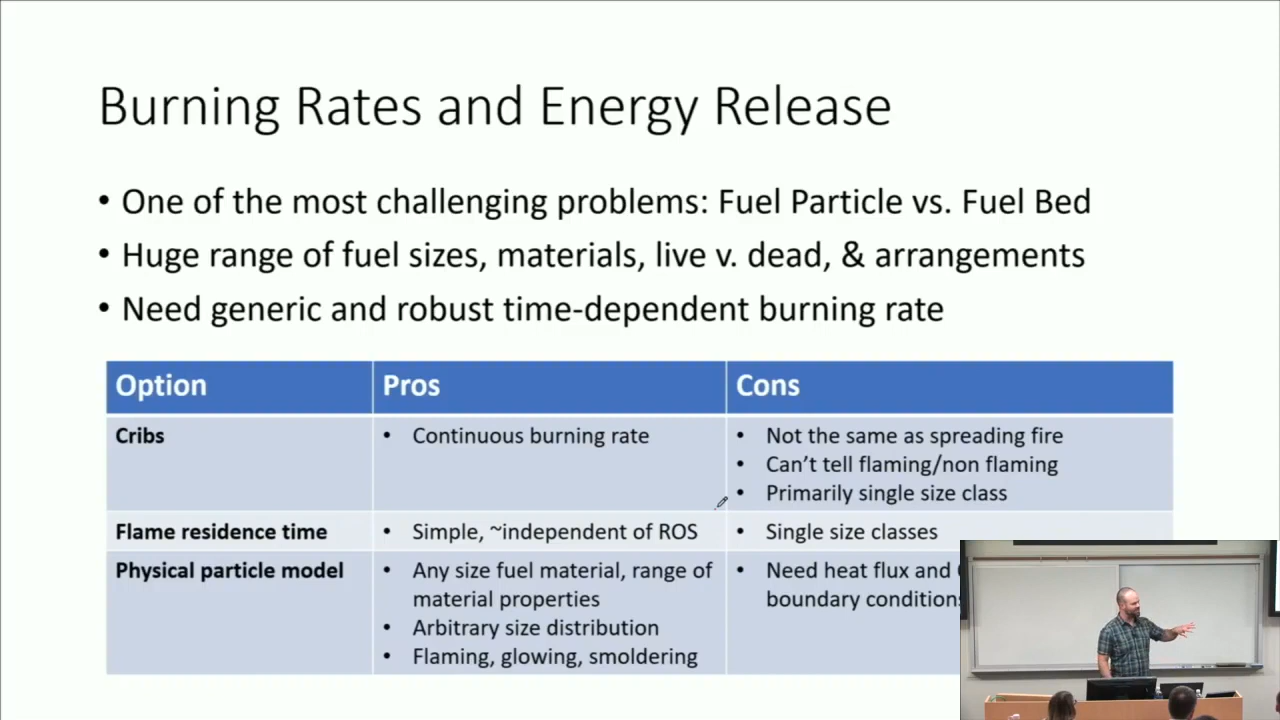 Burning Rates and Energy Release
• One of the most challenging problems: Fuel Particle vs. Fuel Bed
• Huge range of fuel sizes, materials, live v. dead, & arrangements
• Need generic and robust time-dependent burning rate
Option Pros Cons
Cribs
• Continuous burning rate
• Not the same as spreading fire
• Can't tell flaming/non flaming
• Primarily single size class
Flame residence time
• Simple, ~independent of ROS
• Single size classes
Physical particle model
• Any size fuel material, range of
material properties
• Arbitrary size distribution
• Flaming, glowing, smoldering
• Need heat flux and
boundary conditions